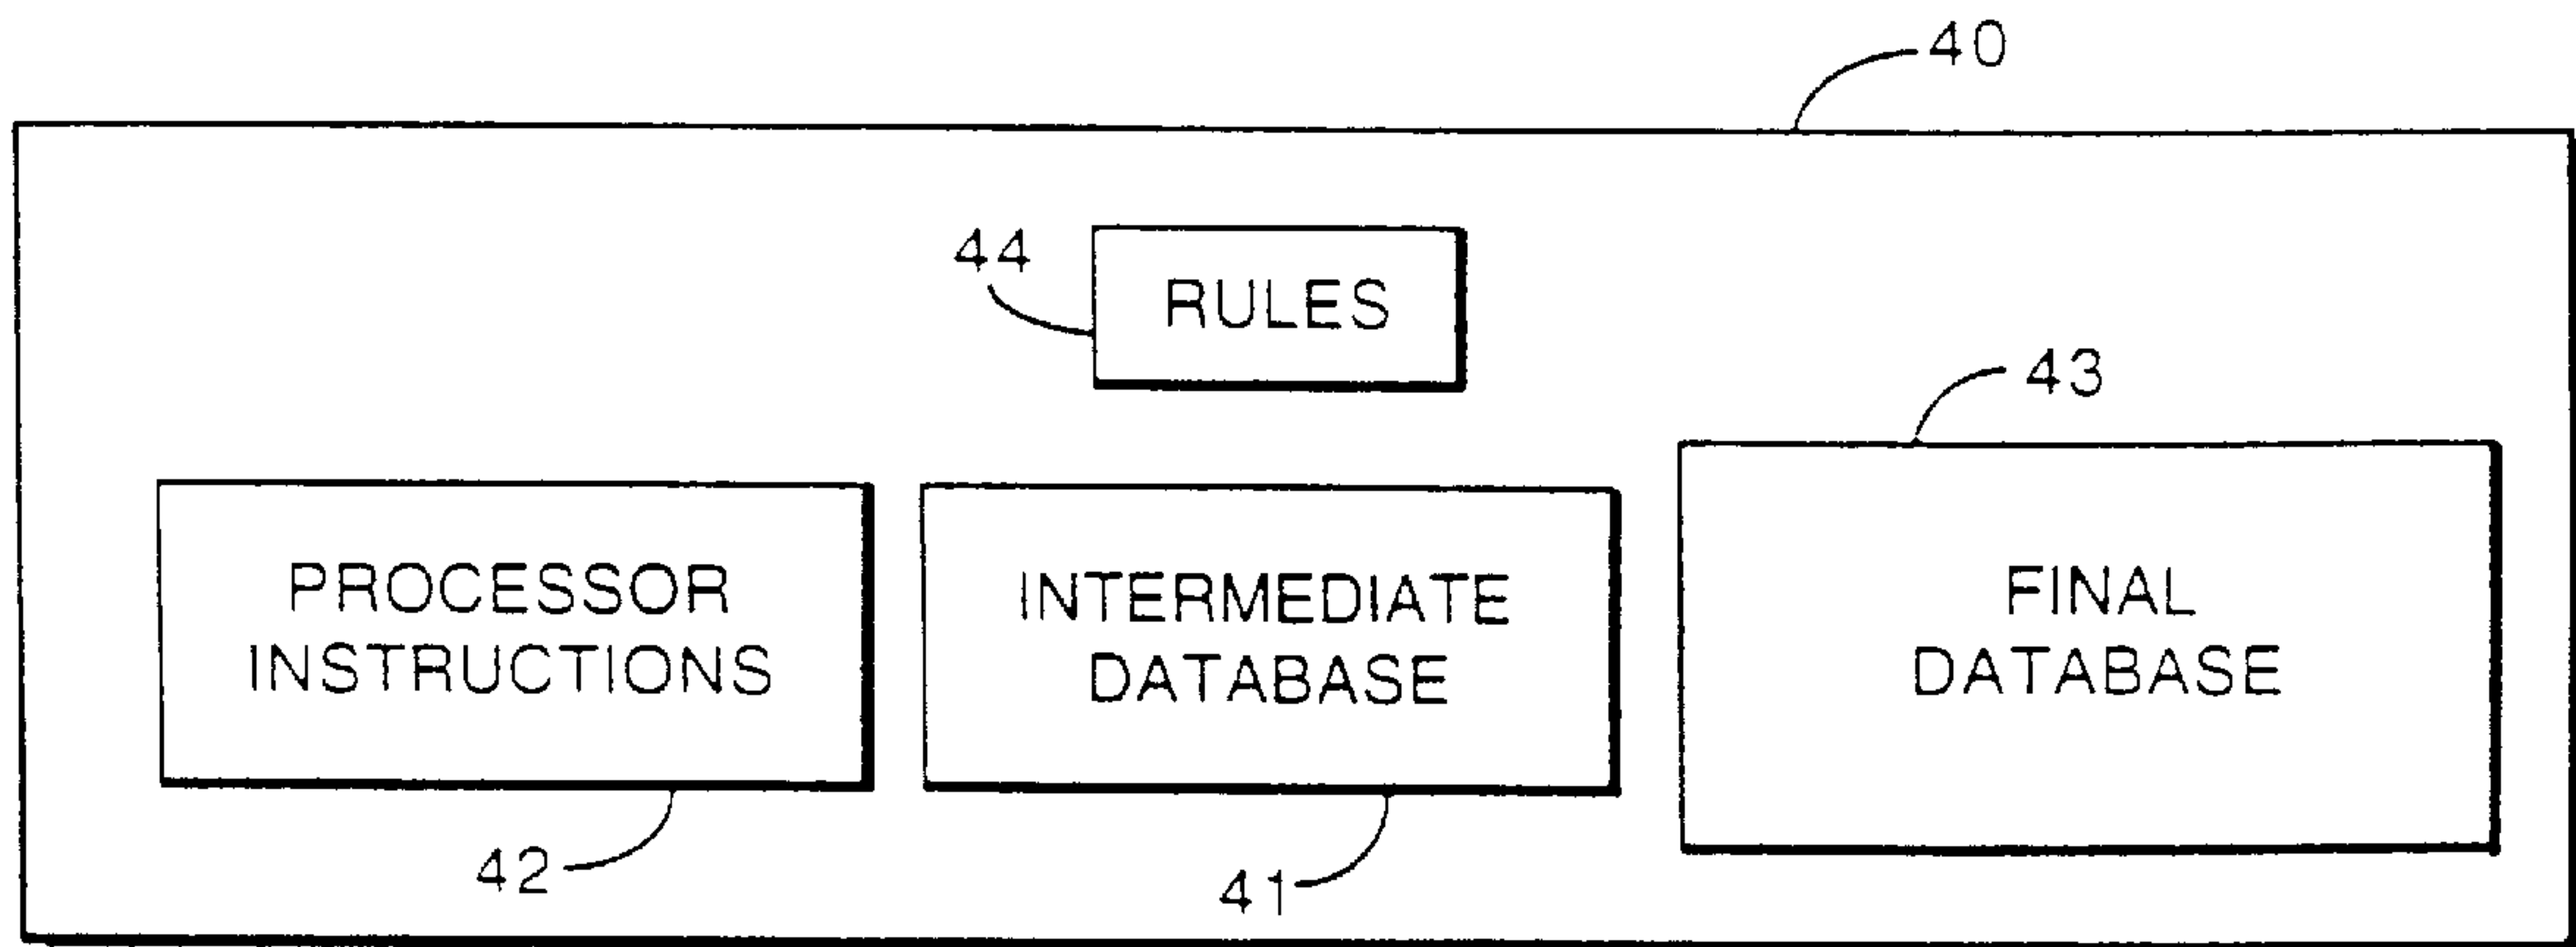 40
44
RULES
43
PROCESSOR
INSTRUCTIONS
INTERMEDIATE
DATABASE
FINAL
DATABASE
42
41